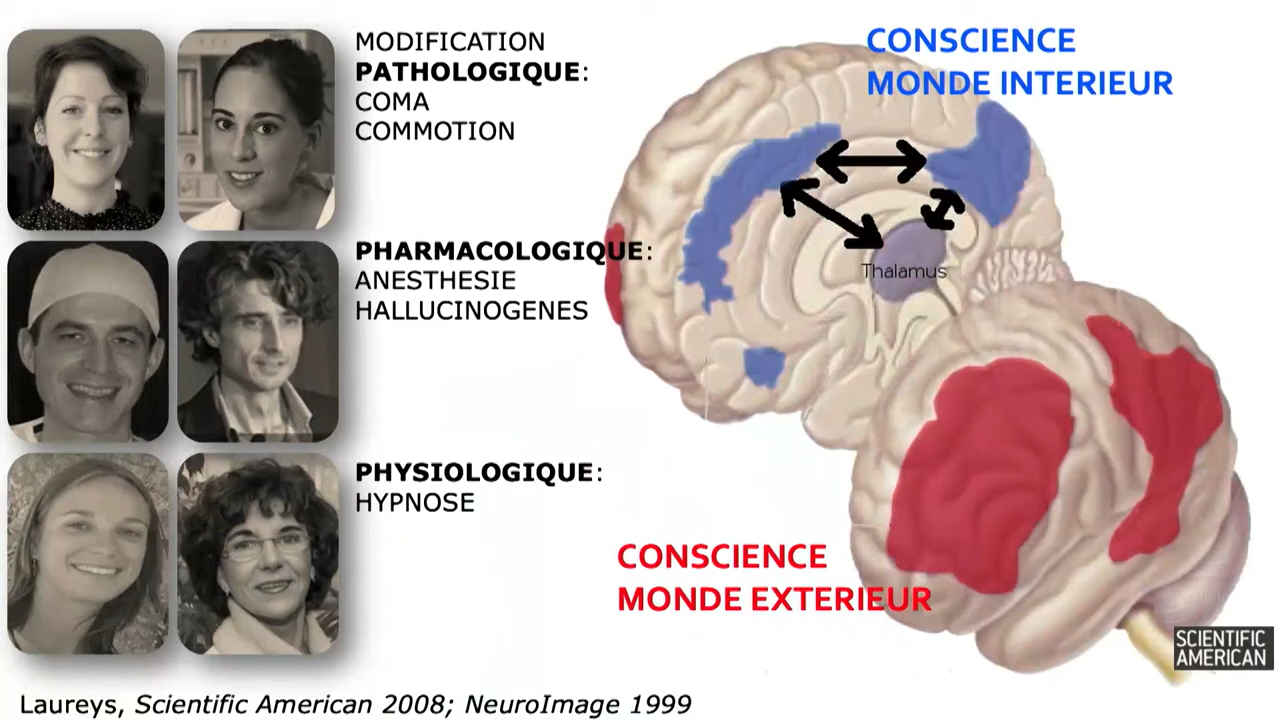 MODIFICATION
PATHOLOGIQUE:
COMA
COMMOTION
PHARMACOLOGIQUE:
ANESTHESIE
HALLUCINOGENES
PHYSIOLOGIQUE:
HYPNOSE
CONSCIENCE
MONDE INTERIEUR
Thalamus
CONSCIENCE
MONDE EXTERIEUR
SCIENTIFIC
AMERICAN
Laureys, Scientific American 2008; NeuroImage 1999